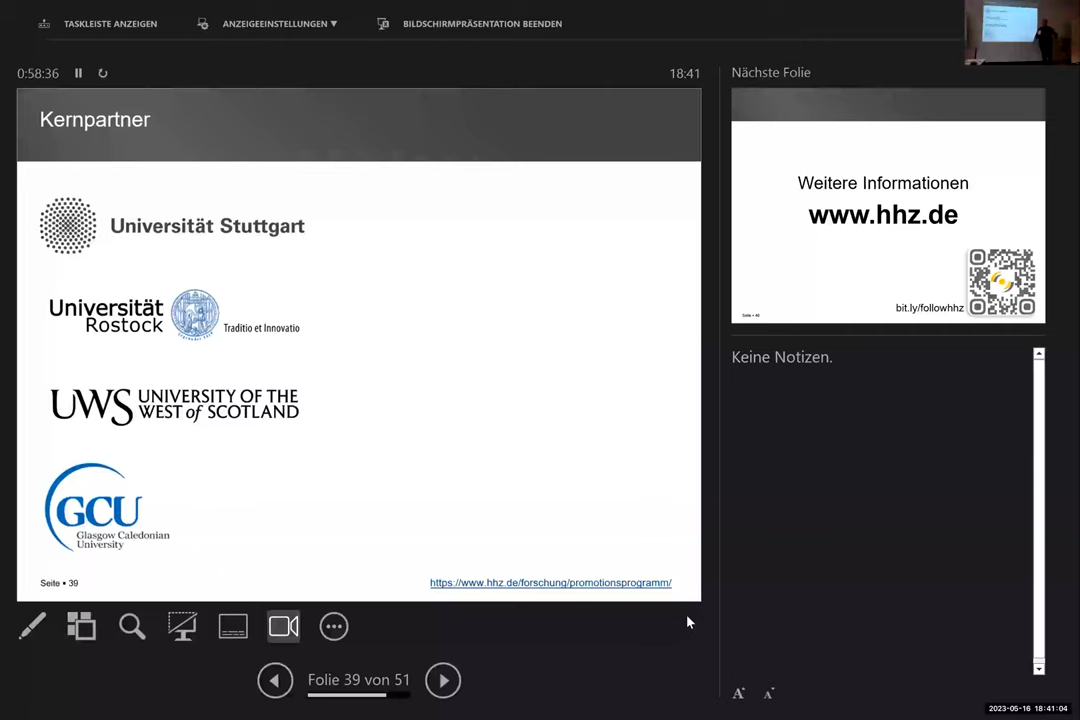 TASKLEISTE ANZEIGEN
ANZEIGEEINSTELLUNGEN ▼
BILDSCHIRMPRÄSENTATION BEENDEN
0:58:36
18:41
Kernpartner
Universität Stuttgart
Universität
Rostock
Traditio et Innovatio
UWS UNIVERSITY OF THE
WEST of SCOTLAND
GCU
Glasgow Caledonian
University
Seite ▪ 39
https://www.hhz.de/forschung/promotionsprogramm/
Folie 39 von 51
Nächste Folie
Weitere Informationen
www.hhz.de
bit.ly/followhhz
Keine Notizen.
A A
2023-05-16 18:41:04